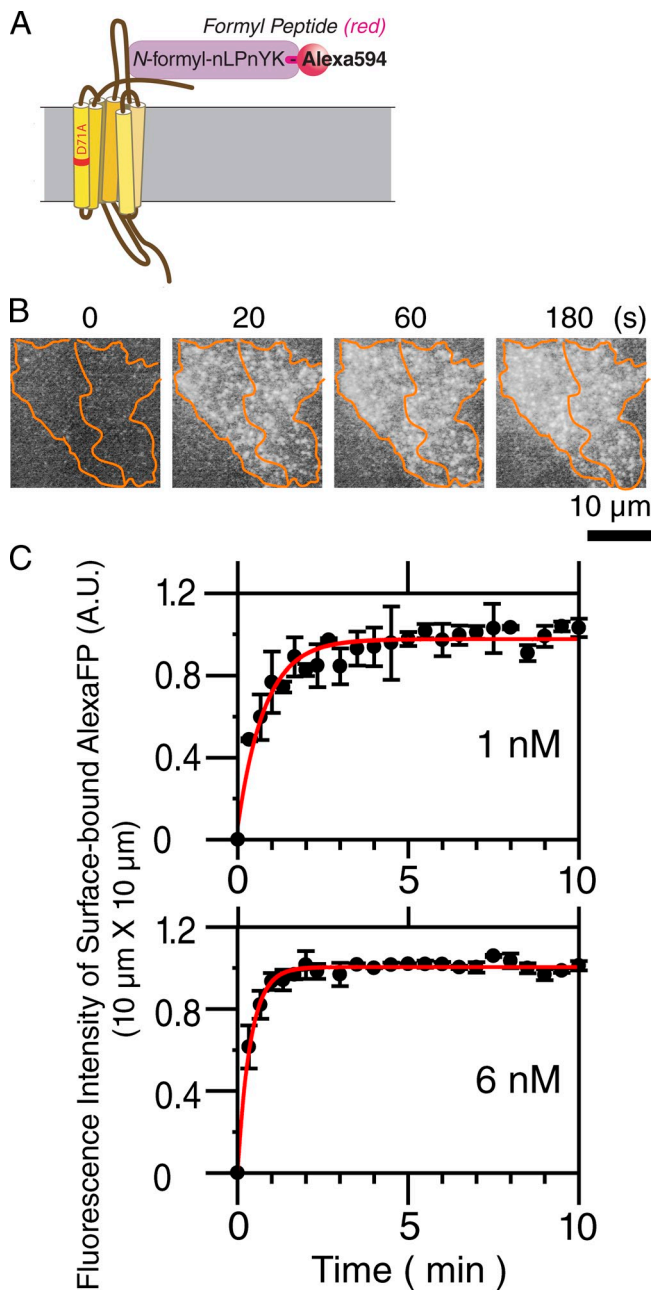 A
Formyl Peptide (red)
N-formyl-nLPnYK
Alexa594
D71A
B
0 20 60 180 (s)
10 µm
C
Fluorescence Intensity of Surface-bound AlexaFP (A.U.)
(10 µm X 10 µm)
1.2
0.8
0.4
0
1 nM
0 5 10
1.2
0.8
0.4
0
6 nM
0 5 10
Time ( min )